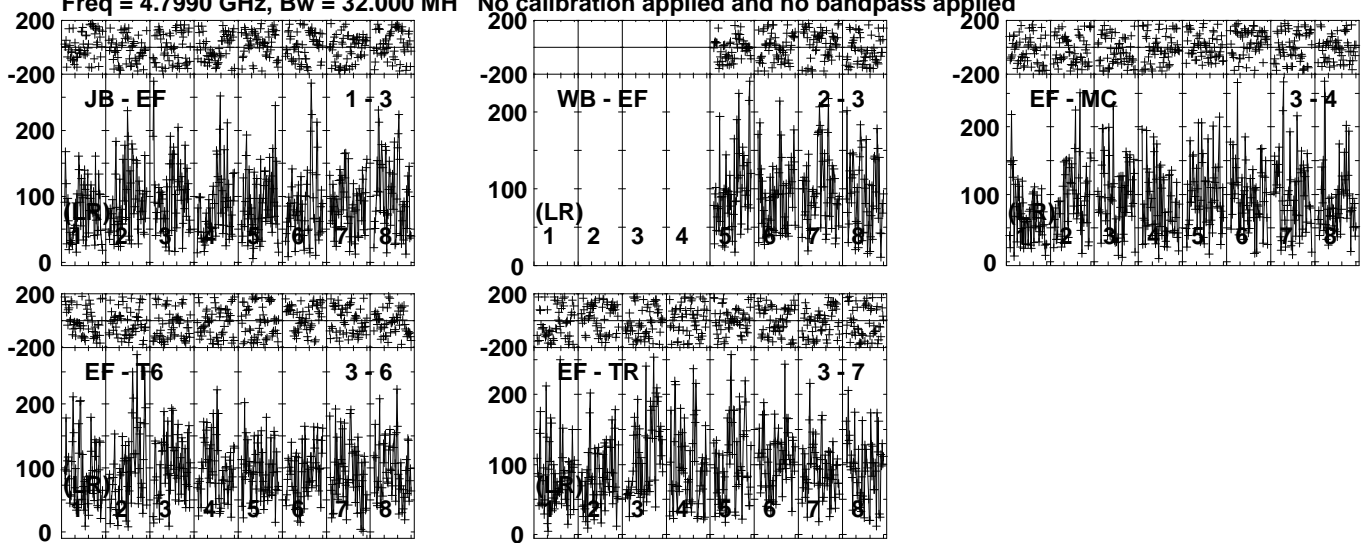 Freq = 4.7990 GHz, Bw = 32.000 MH No calibration applied and no bandpass applied
200
-200
JB - EF 1 - 3
200
100
(LR)
1 2 3 4 5 6 7 8
0
200
-200
WB - EF 2 - 3
200
100
(LR)
1 2 3 4 5 6 7 8
0
200
-200
EF - MC 3 - 4
200
100
(LR)
1 2 3 4 5 6 7 8
0
200
-200
EF - T6 3 - 6
200
100
(LR)
1 2 3 4 5 6 7 8
0
200
-200
EF - TR 3 - 7
200
100
(LR)
1 2 3 4 5 6 7 8
0